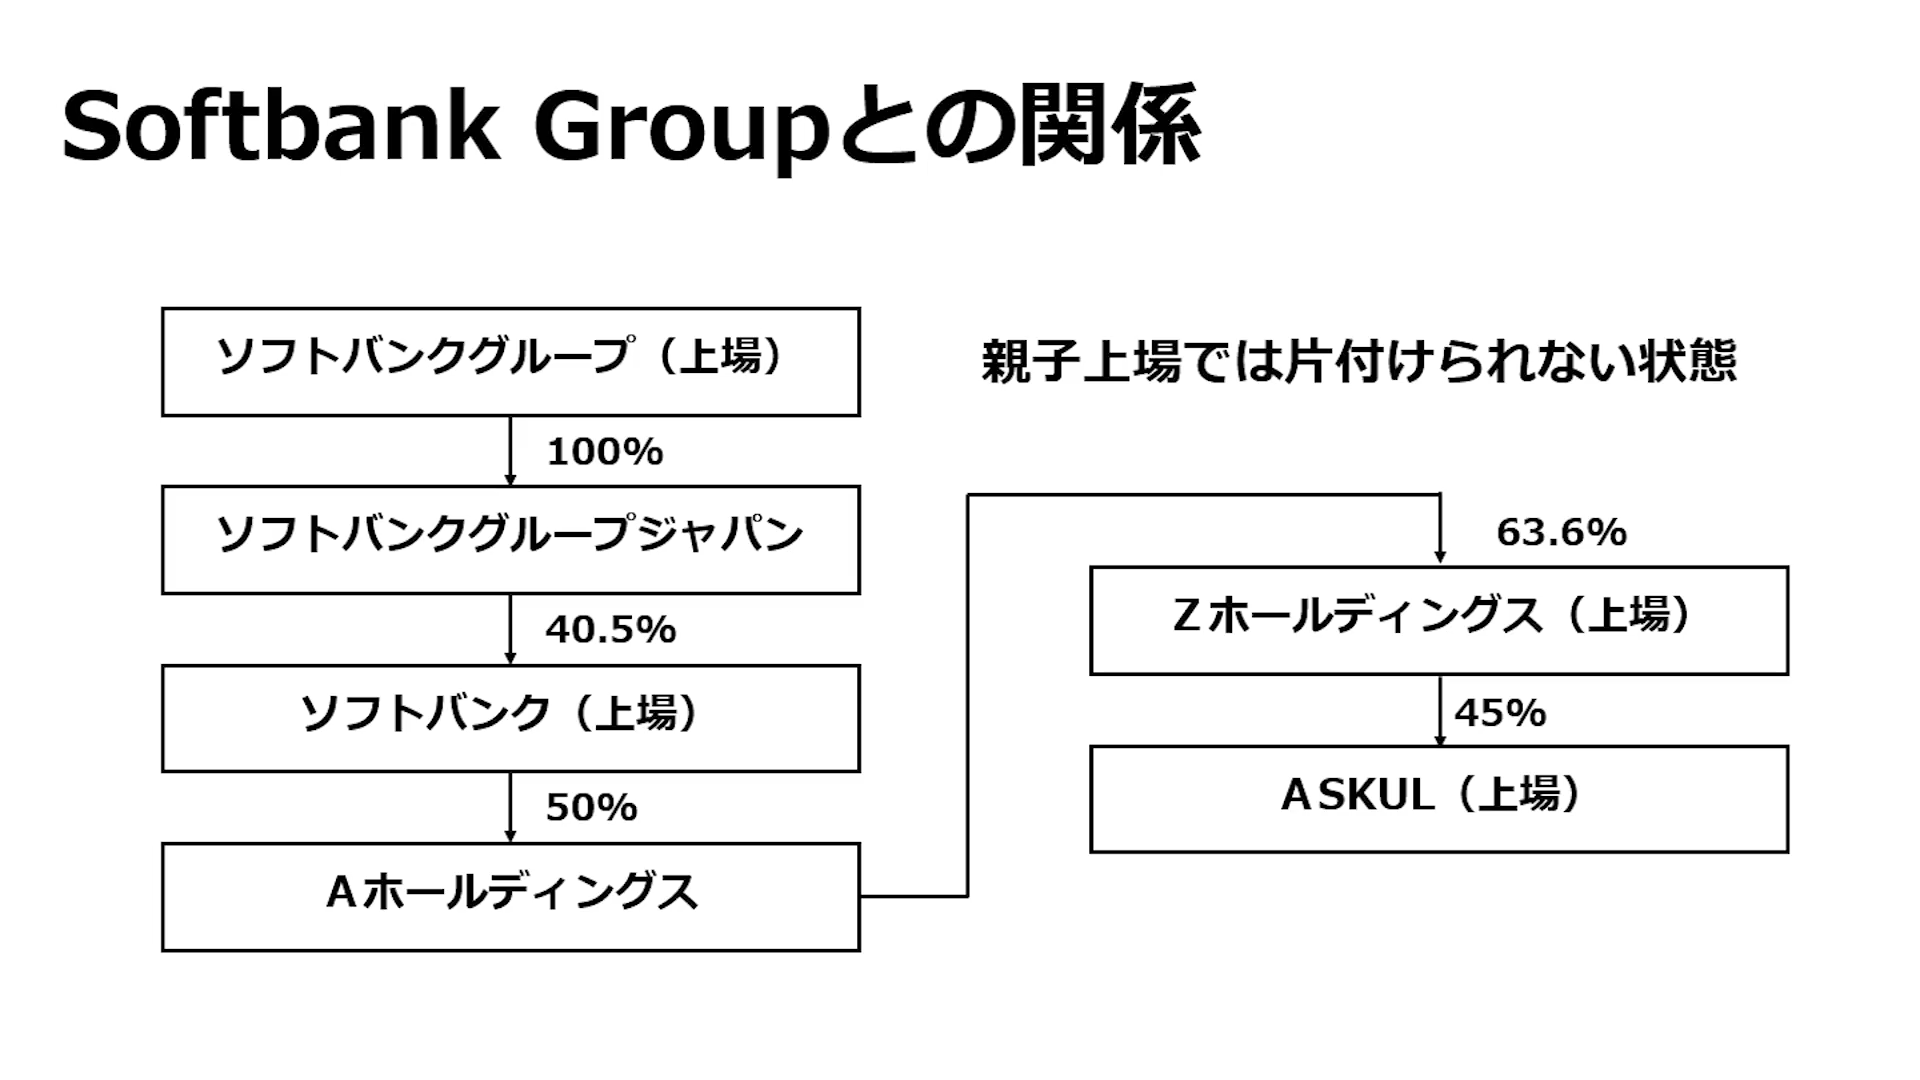 Softbank Groupとの関係
ソフトバンクグループ（上場）
100%
ソフトバンクグループジャパン
40.5%
ソフトバンク（上場）
50%
Aホールディングス
親子上場では片付けられない状態
63.6%
Zホールディングス（上場）
45%
ASKUL（上場）